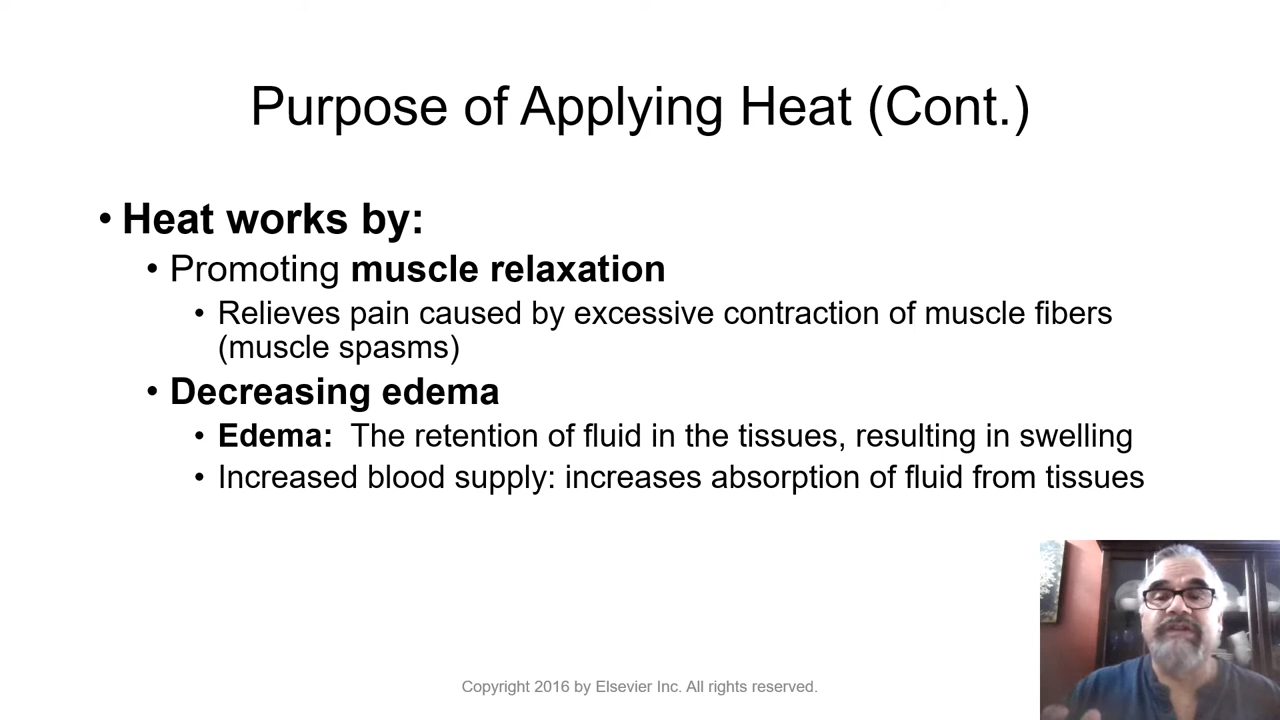 Purpose of Applying Heat (Cont.)
• Heat works by:
• Promoting muscle relaxation
• Relieves pain caused by excessive contraction of muscle fibers
(muscle spasms)
• Decreasing edema
• Edema:  The retention of fluid in the tissues, resulting in swelling
• Increased blood supply: increases absorption of fluid from tissues
Copyright 2016 by Elsevier Inc. All rights reserved.